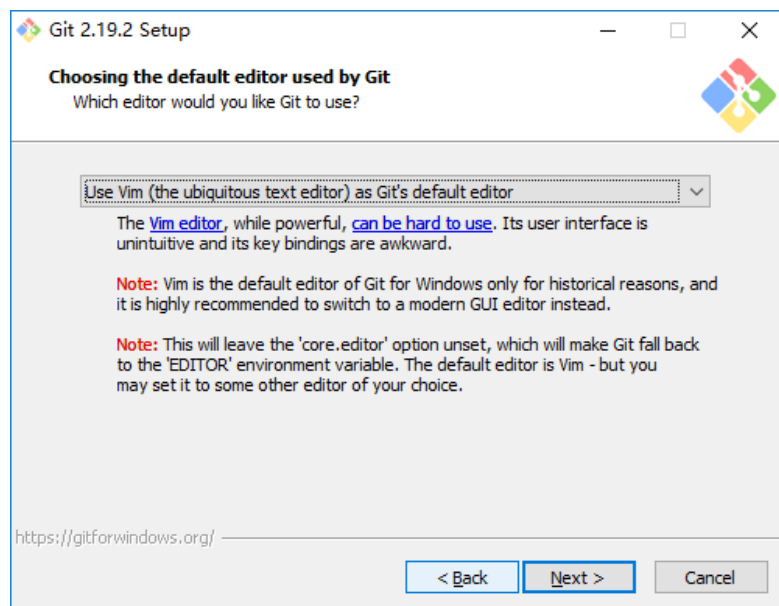 Git 2.19.2 Setup
Choosing the default editor used by Git
Which editor would you like Git to use?
Use Vim (the ubiquitous text editor) as Git's default editor
The Vim editor, while powerful, can be hard to use. Its user interface is
unintuitive and its key bindings are awkward.
Note: Vim is the default editor of Git for Windows only for historical reasons, and
it is highly recommended to switch to a modern GUI editor instead.
Note: This will leave the 'core.editor' option unset, which will make Git fall back
to the 'EDITOR' environment variable. The default editor is Vim - but you
may set it to some other editor of your choice.
https://gitforwindows.org/
< Back Next > Cancel